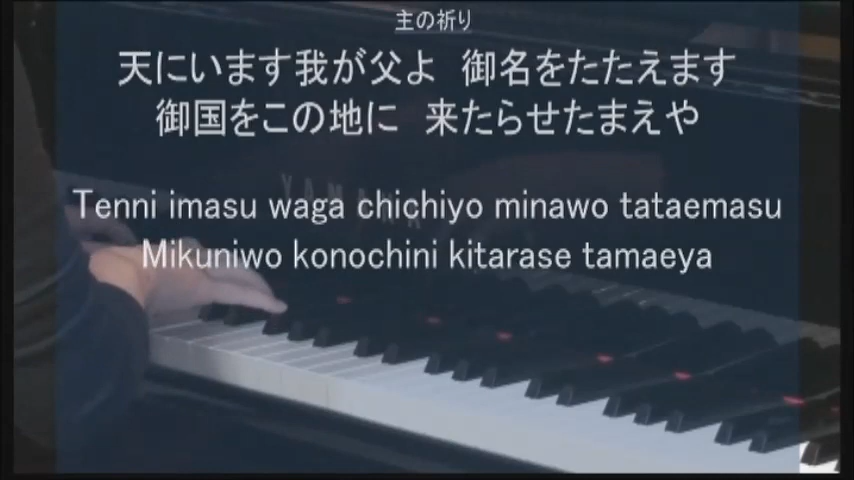 主の祈り
天にいます我が父よ 御名をたたえます
御国をこの地に 来たらせたまえや
YAMAHA
Tenni imasu waga chichiyo minawo tataemasu
Mikuniwo konochini kitarase tamaeya